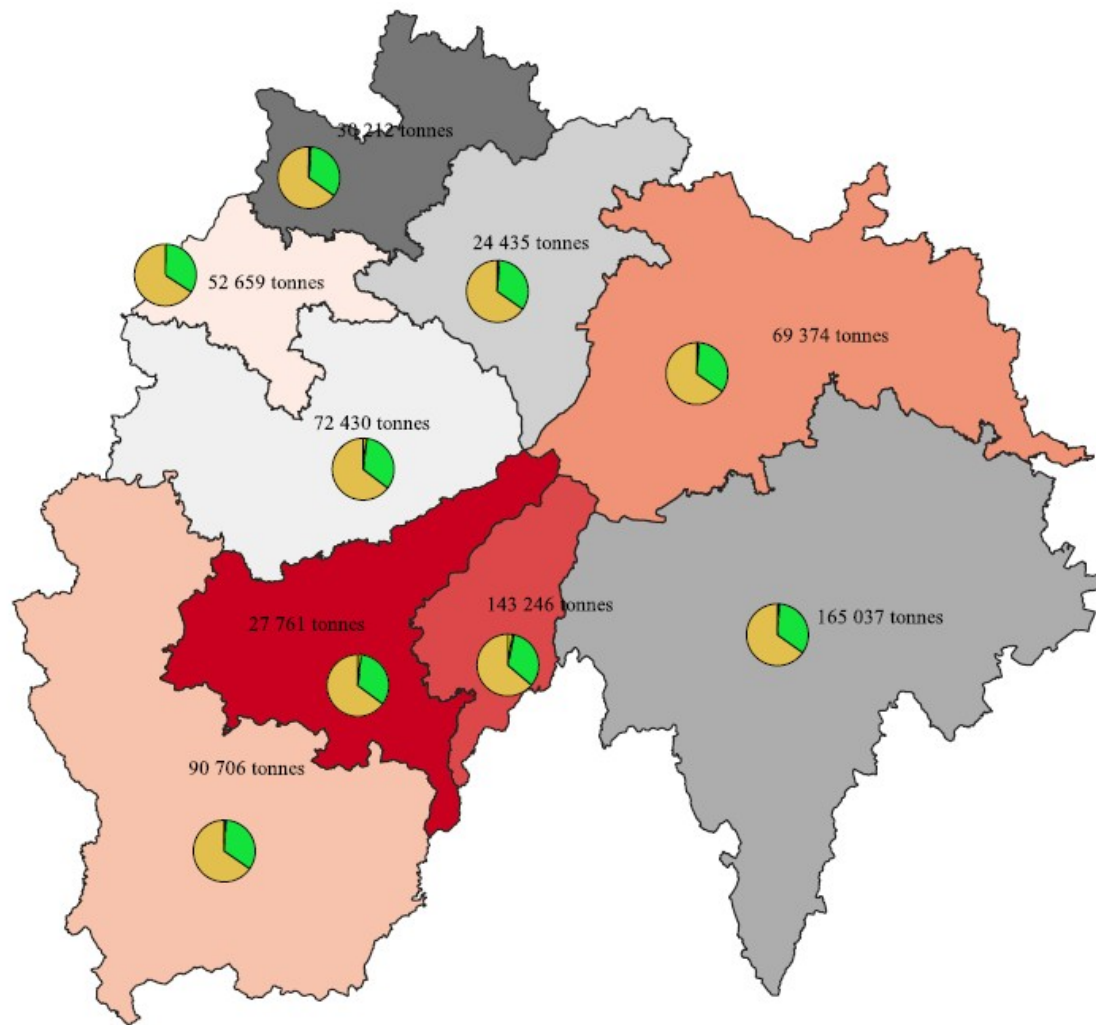 30 212 tonnes
24 435 tonnes
52 659 tonnes
69 374 tonnes
72 430 tonnes
143 246 tonnes
165 037 tonnes
27 761 tonnes
90 706 tonnes